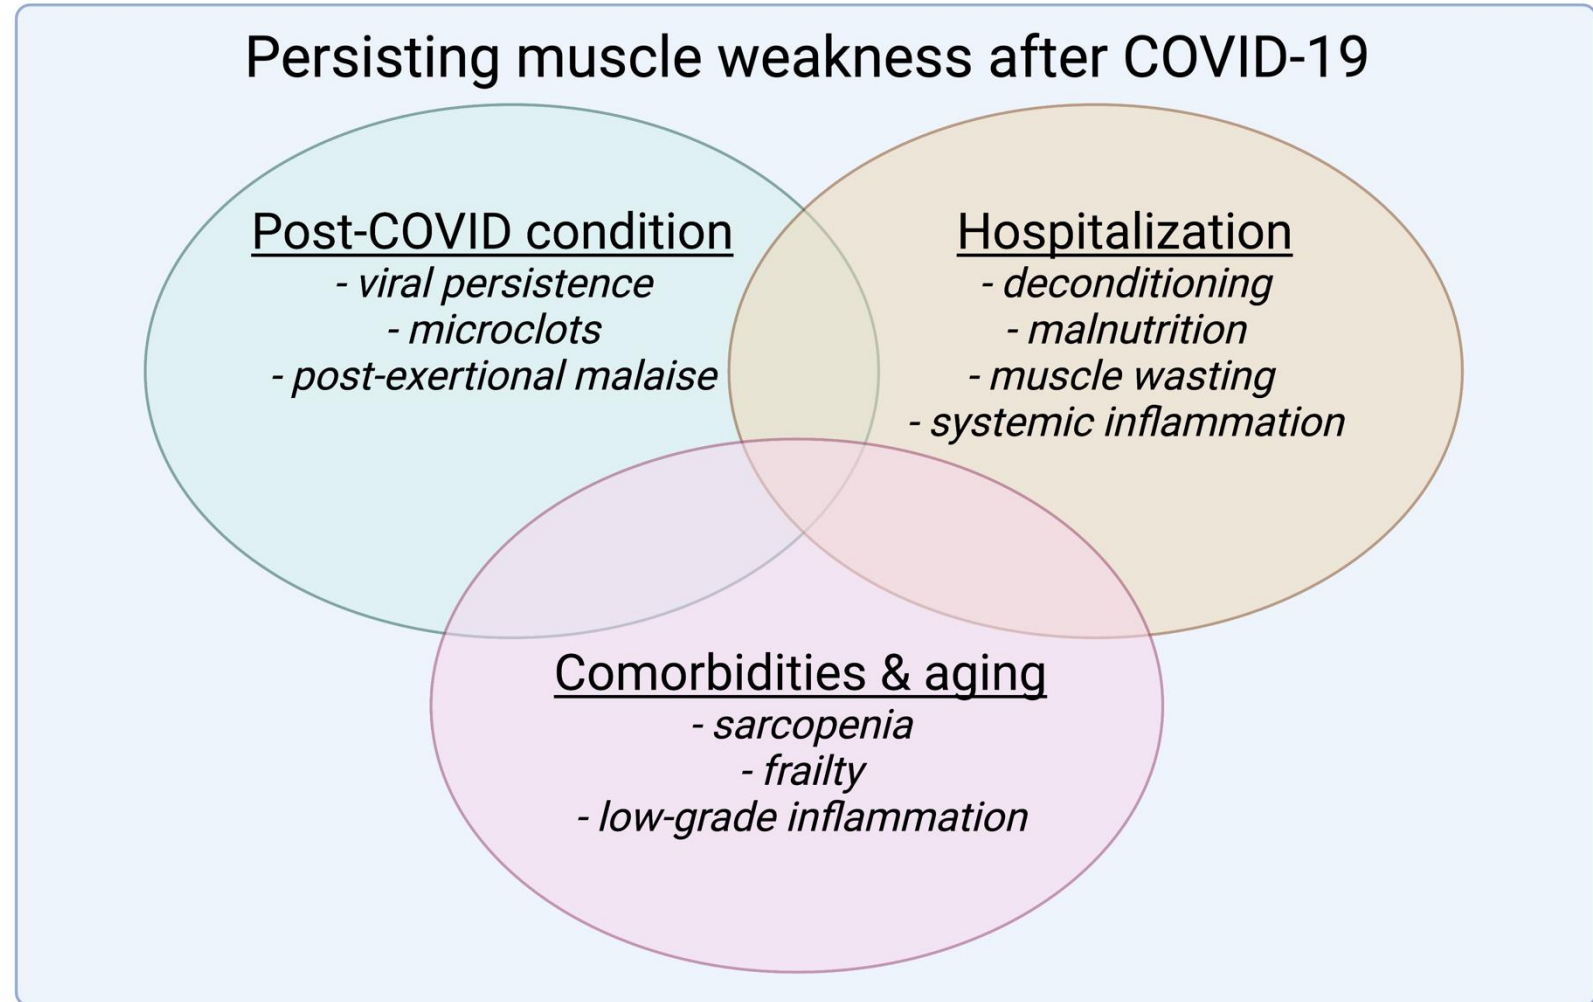 Persisting muscle weakness after COVID-19
Post-COVID condition
- viral persistence
- microclots
- post-exertional malaise
Hospitalization
- deconditioning
- malnutrition
- muscle wasting
- systemic inflammation
Comorbidities & aging
- sarcopenia
- frailty
- low-grade inflammation